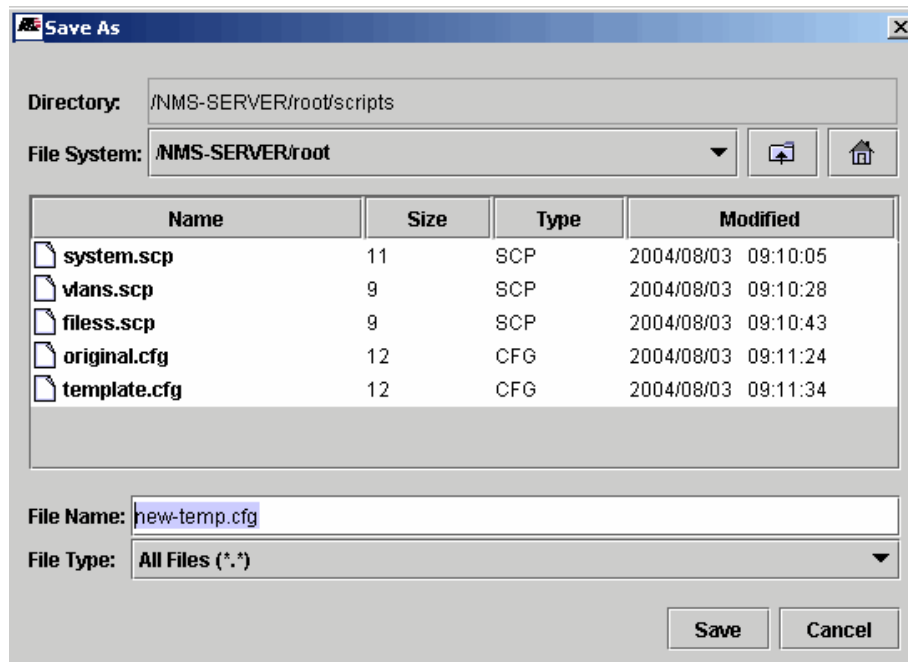 Save As
Directory: /NMS-SERVER/root/scripts
File System: /NMS-SERVER/root
Name Size Type Modified
system.scp 11 SCP 2004/08/03 09:10:05
vlans.scp 9 SCP 2004/08/03 09:10:28
filess.scp 9 SCP 2004/08/03 09:10:43
original.cfg 12 CFG 2004/08/03 09:11:24
template.cfg 12 CFG 2004/08/03 09:11:34
File Name: new-temp.cfg
File Type: All Files (*.*)
Save Cancel